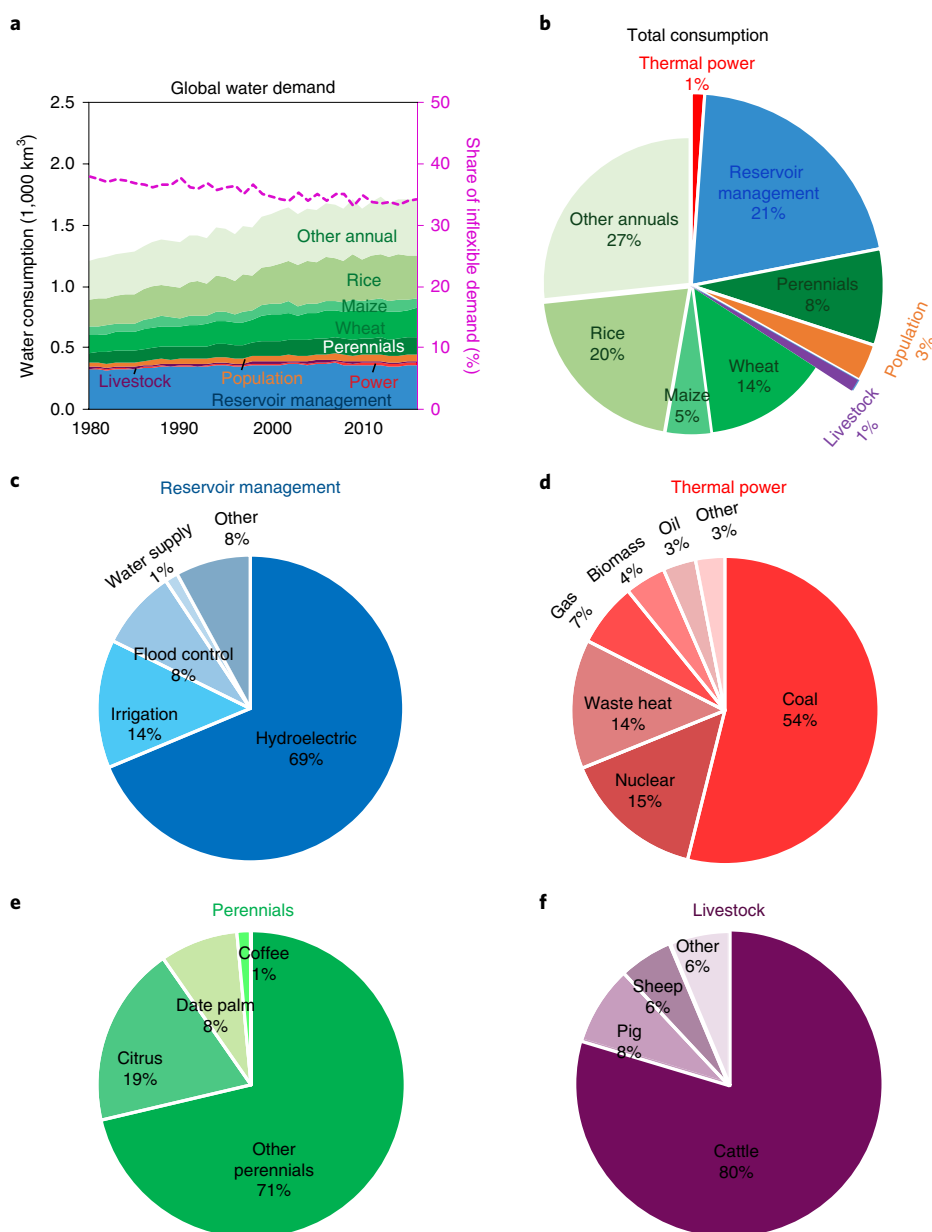 a
Global water demand
Water consumption (1,000 km³)
2.5
2.0
1.5
1.0
0.5
0.0
1980
1990
2000
2010
50
40
30
20
10
0
Share of inflexible demand (%)
Other annual
Rice
Maize
Wheat
Perennials
Livestock
Population
Power
Reservoir management
b
Total consumption
Thermal power
1%
Reservoir
management
21%
Perennials
8%
Population
3%
Livestock
1%
Wheat
14%
Maize
5%
Rice
20%
Other annuals
27%
c
Reservoir management
Other
8%
Water supply
1%
Flood control
8%
Irrigation
14%
Hydroelectric
69%
d
Thermal power
Other
3%
Oil
3%
Biomass
4%
Gas
7%
Waste heat
14%
Nuclear
15%
Coal
54%
e
Perennials
Coffee
1%
Date palm
8%
Citrus
19%
Other
perennials
71%
f
Livestock
Other
6%
Sheep
6%
Pig
8%
Cattle
80%